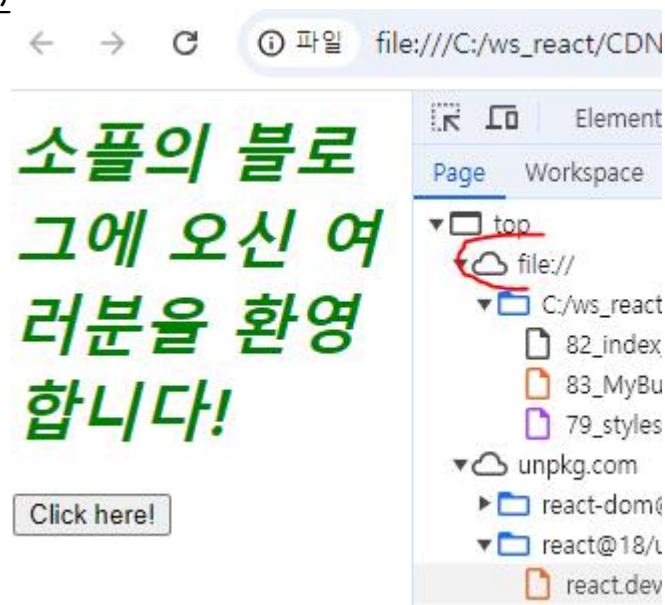 파일 file:///C:/ws_react/CDN
소플의 블로
그에 오신 여
러분을 환영
합니다!
Click here!
Element
Page Workspace
top
file://
C:/ws_react
82_index_
83_MyBu
79_styles
unpkg.com
react-dom@
react@18/u
react.dev